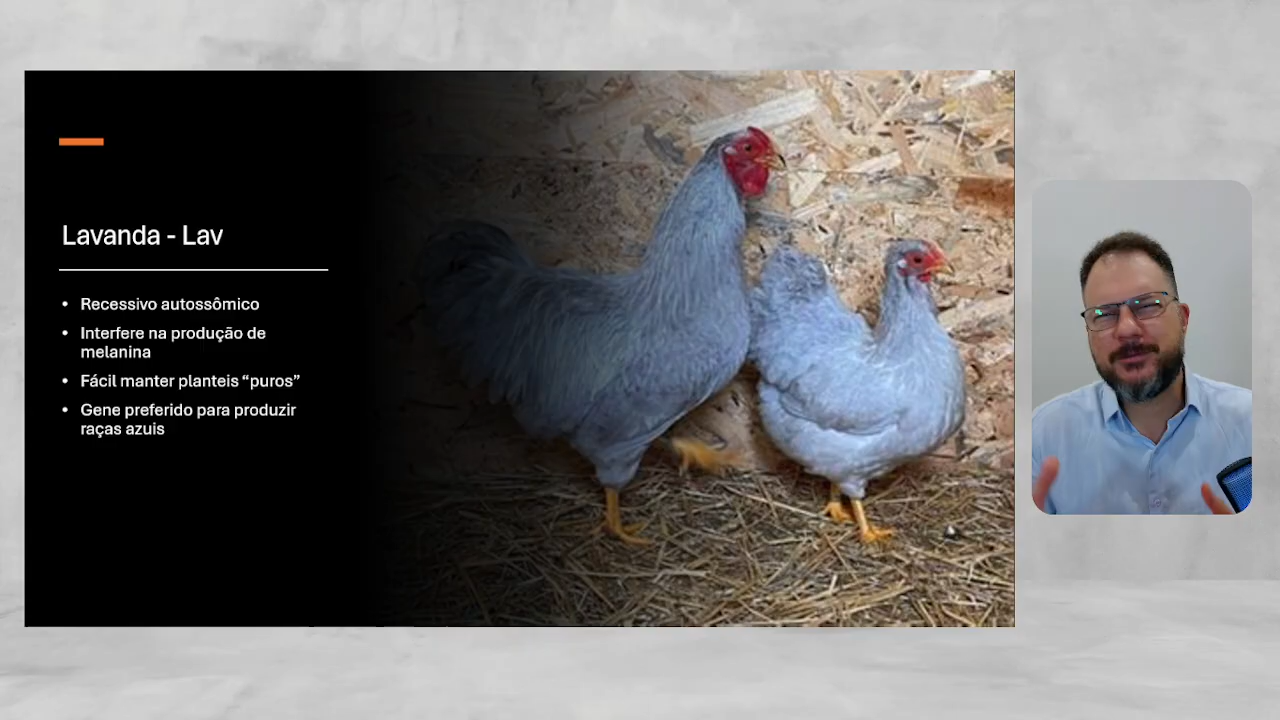 Lavanda - Lav
• Recessivo autossômico
• Interfere na produção de
melanina
• Fácil manter planteis “puros”
• Gene preferido para produzir
raças azuis